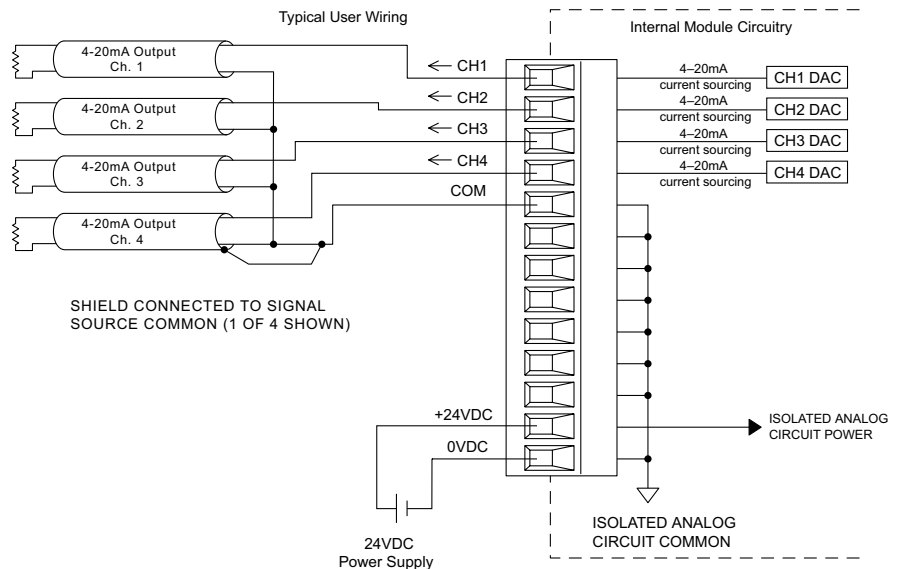 Typical User Wiring
Internal Module Circuitry
4-20mA Output
Ch. 1
4-20mA Output
Ch. 2
4-20mA Output
Ch. 3
4-20mA Output
Ch. 4
CH1
CH2
CH3
CH4
COM
4–20mA
current sourcing
CH1 DAC
4–20mA
current sourcing
CH2 DAC
4–20mA
current sourcing
CH3 DAC
4–20mA
current sourcing
CH4 DAC
SHIELD CONNECTED TO SIGNAL
SOURCE COMMON (1 OF 4 SHOWN)
+24VDC
0VDC
ISOLATED ANALOG
CIRCUIT POWER
24VDC
Power Supply
ISOLATED ANALOG
CIRCUIT COMMON